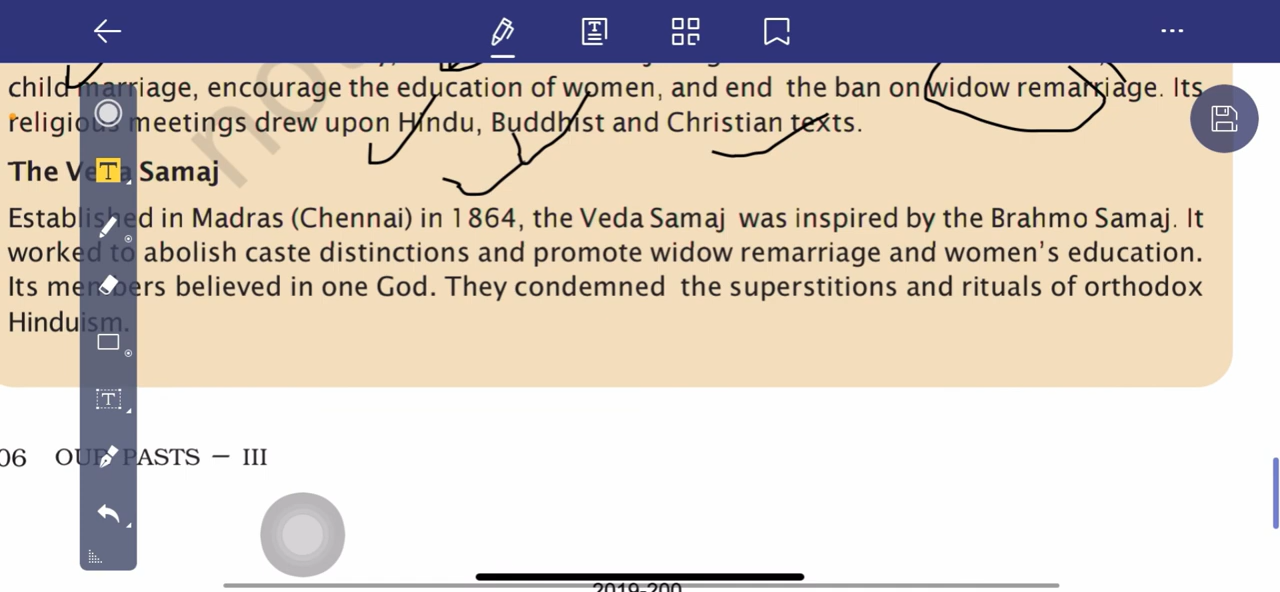 child marriage, encourage the education of women, and end the ban on widow remarriage. Its
religious meetings drew upon Hindu, Buddhist and Christian texts.
The Veda Samaj
Established in Madras (Chennai) in 1864, the Veda Samaj was inspired by the Brahmo Samaj. It
worked to abolish caste distinctions and promote widow remarriage and women's education.
Its members believed in one God. They condemned the superstitions and rituals of orthodox
Hinduism.
06 OUR PASTS – III